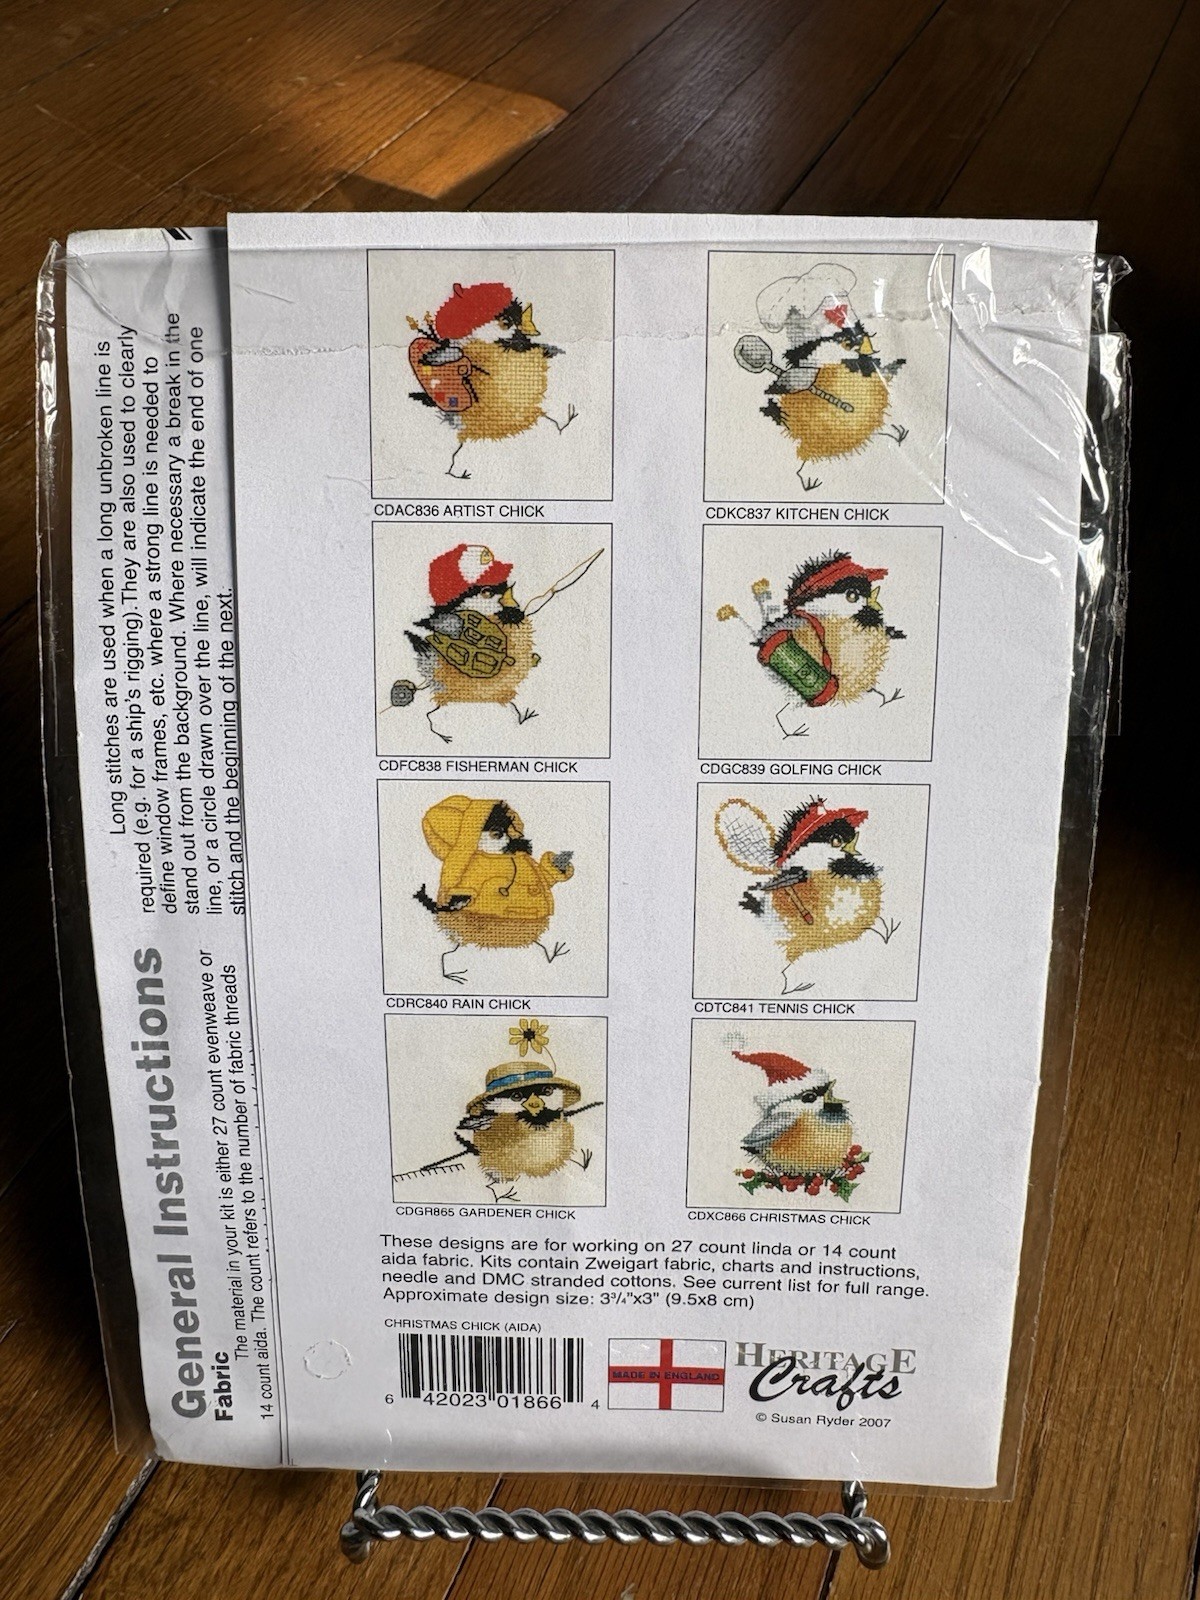 Long stitches are used when a long unbroken line is
required (e.g. for a ship's rigging).They are also used to clearly
define window frames, etc. where a strong line is needed to
stand out from the background. Where necessary a break in the
line, or a circle drawn over the line, will indicate the end of one
stitch and the beginning of the next.
General Instructions
Fabric
The material in your kit is either 27 count evenweave or
14 count aida. The count refers to the number of fabric threads
CDAC836 ARTIST CHICK
CDKC837 KITCHEN CHICK
CDFC838 FISHERMAN CHICK
CDGC839 GOLFING CHICK
CDRC840 RAIN CHICK
CDTC841 TENNIS CHICK
CDGR865 GARDENER CHICK
CDXC866 CHRISTMAS CHICK
These designs are for working on 27 count linda or 14 count
aida fabric. Kits contain Zweigart fabric, charts and instructions,
needle and DMC stranded cottons. See current list for full range.
Approximate design size: 3¾"x3" (9.5x8 cm)
CHRISTMAS CHICK (AIDA)
6 42023 01866 4
MADE IN ENGLAND
HERITAGE
Crafts
© Susan Ryder 2007